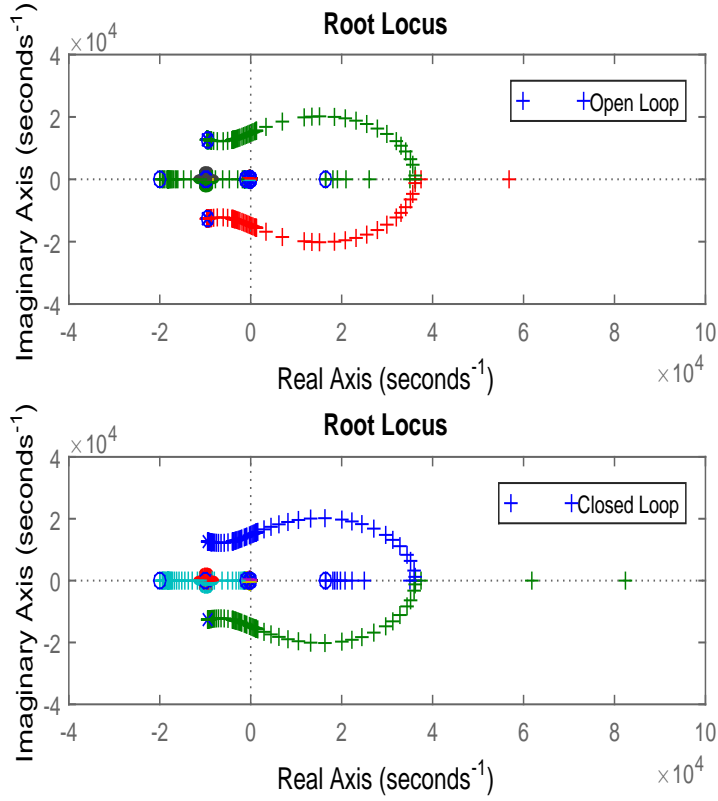 Root Locus
Imaginary Axis (seconds-1)
×10^4
4
2
0
-2
-4
Open Loop
-4 -2 0 2 4 6 8 10
Real Axis (seconds-1)
×10^4
Root Locus
Imaginary Axis (seconds-1)
×10^4
4
2
0
-2
-4
Closed Loop
-4 -2 0 2 4 6 8 10
Real Axis (seconds-1)
×10^4